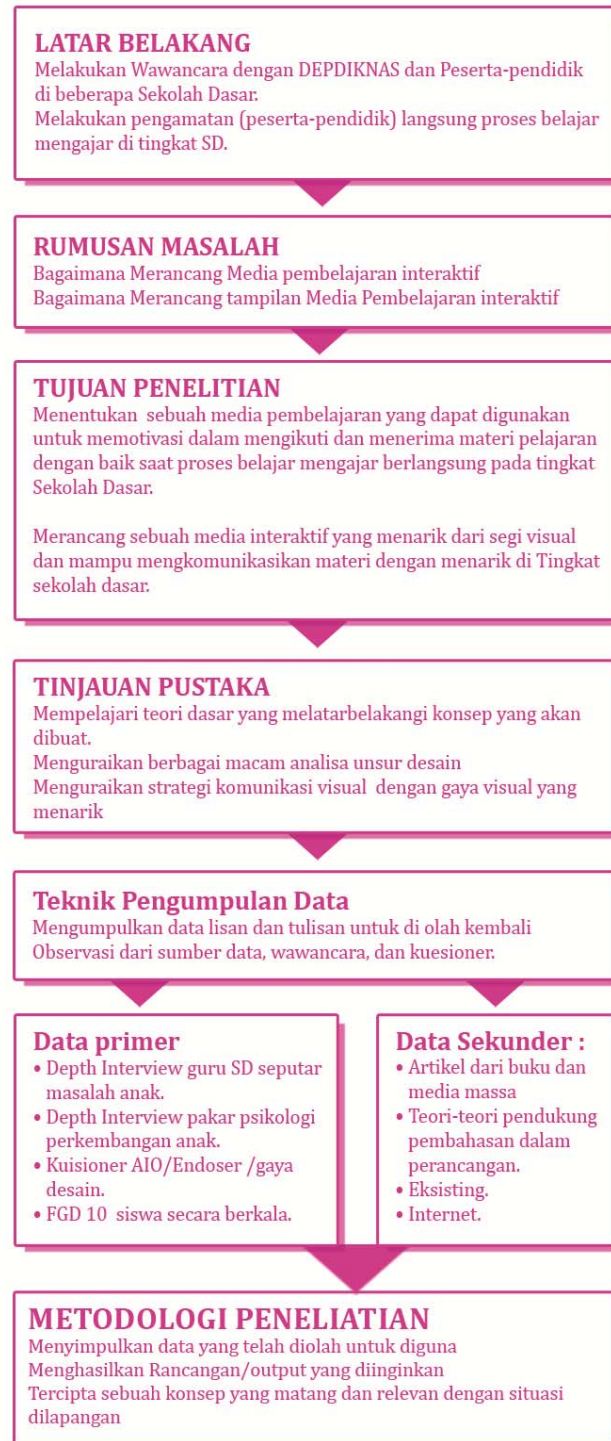 LATAR BELAKANG
Melakukan Wawancara dengan DEPDIKNAS dan Peserta-pendidik
di beberapa Sekolah Dasar.
Melakukan pengamatan (peserta-pendidik) langsung proses belajar
mengajar di tingkat SD.
RUMUSAN MASALAH
Bagaimana Merancang Media pembelajaran interaktif
Bagaimana Merancang tampilan Media Pembelajaran interaktif
TUJUAN PENELITIAN
Menentukan sebuah media pembelajaran yang dapat digunakan
untuk memotivasi dalam mengikuti dan menerima materi pelajaran
dengan baik saat proses belajar mengajar berlangsung pada tingkat
Sekolah Dasar.
Merancang sebuah media interaktif yang menarik dari segi visual
dan mampu mengkomunikasikan materi dengan menarik di Tingkat
sekolah dasar.
TINJAUAN PUSTAKA
Mempelajari teori dasar yang melatarbelakangi konsep yang akan
dibuat.
Menguraikan berbagai macam analisa unsur desain
Menguraikan strategi komunikasi visual dengan gaya visual yang
menarik
Teknik Pengumpulan Data
Mengumpulkan data lisan dan tulisan untuk di olah kembali
Observasi dari sumber data, wawancara, dan kuesioner.
Data primer
• Depth Interview guru SD seputar
masalah anak.
• Depth Interview pakar psikologi
perkembangan anak.
• Kuisioner AIO/Endoser /gaya
desain.
• FGD 10 siswa secara berkala.
Data Sekunder :
• Artikel dari buku dan
media massa
• Teori-teori pendukung
pembahasan dalam
perancangan.
• Eksisting.
• Internet.
METODOLOGI PENELIATIAN
Menyimpulkan data yang telah diolah untuk diguna
Menghasilkan Rancangan/output yang diinginkan
Tercipta sebuah konsep yang matang dan relevan dengan situasi
dilapangan